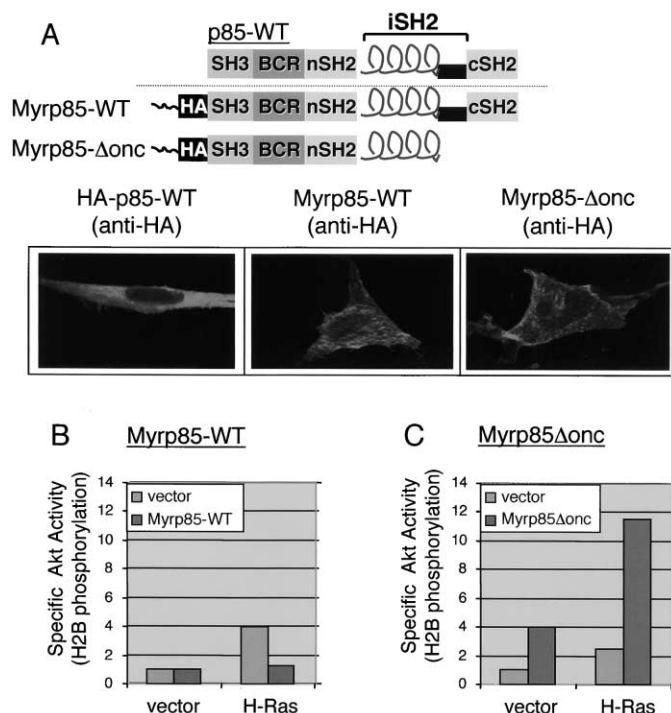 A
iSH2
p85-WT
SH3 BCR nSH2 cSH2
Myrp85-WT HA SH3 BCR nSH2 cSH2
Myrp85-Δonc HA SH3 BCR nSH2
HA-p85-WT
(anti-HA)
Myrp85-WT
(anti-HA)
Myrp85-Δonc
(anti-HA)
B Myrp85-WT
Specific Akt Activity
(H2B phosphorylation)
14
12
10
8
6
4
2
0
vector
Myrp85-WT
vector H-Ras
C Myrp85Δonc
Specific Akt Activity
(H2B phosphorylation)
14
12
10
8
6
4
2
0
vector
Myrp85Δonc
vector H-Ras